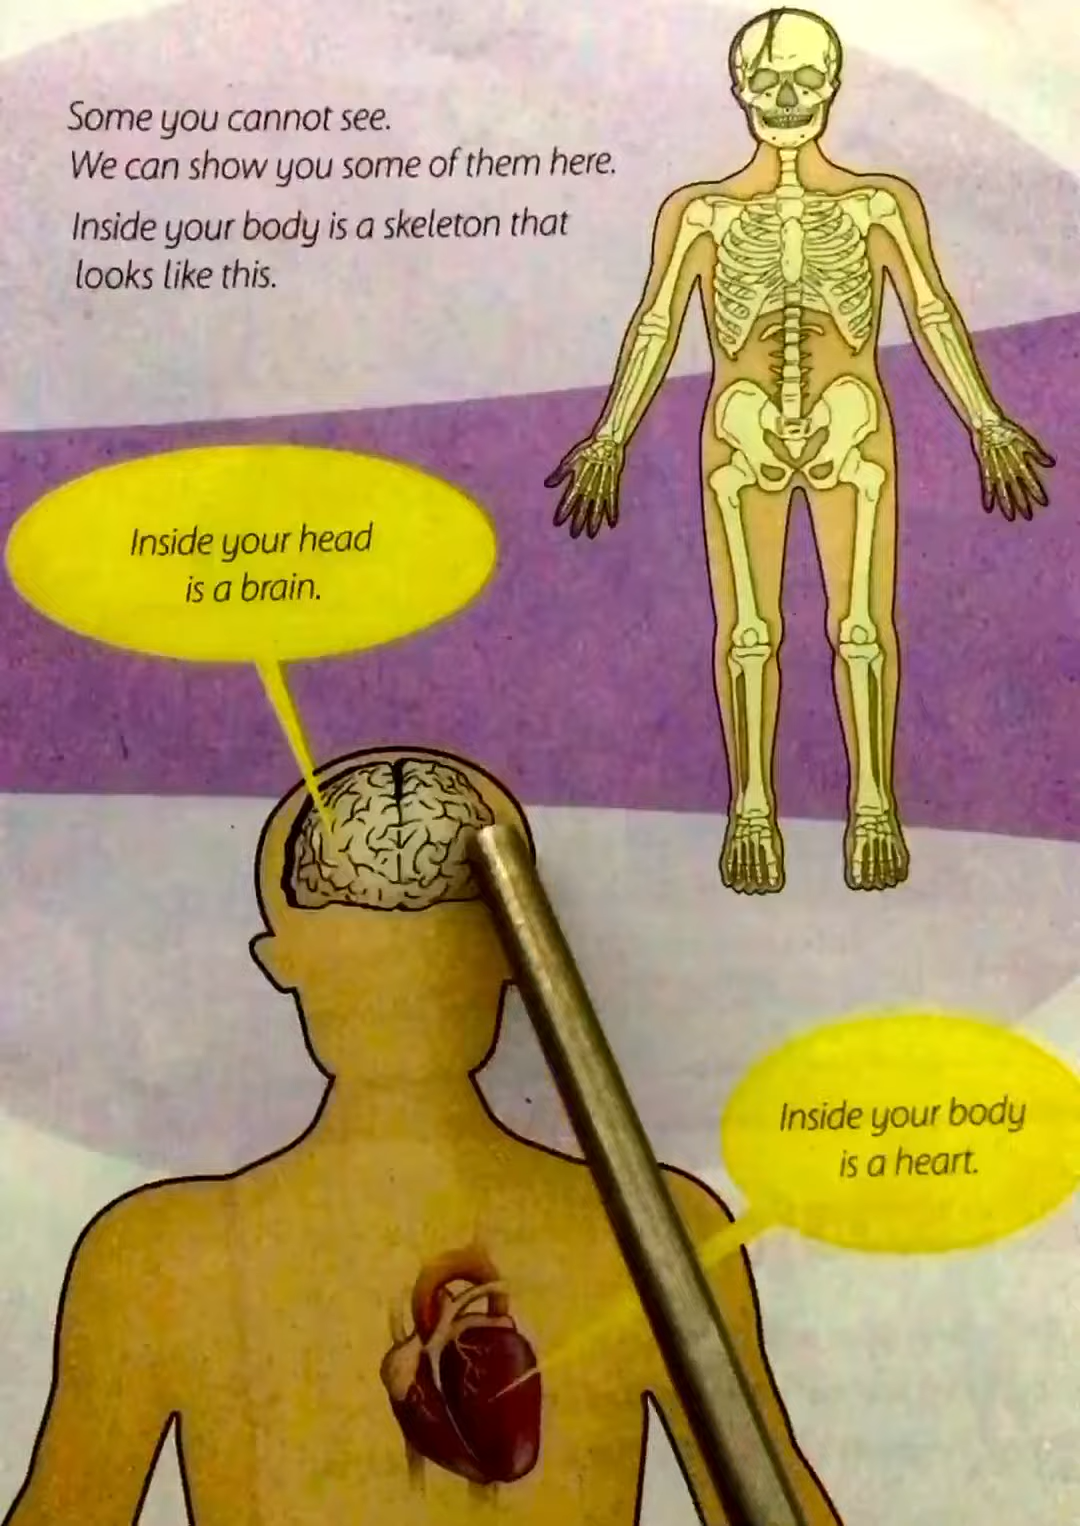 Some you cannot see.
We can show you some of them here.
Inside your body is a skeleton that
looks like this.
Inside your head
is a brain.
Inside your body
is a heart.